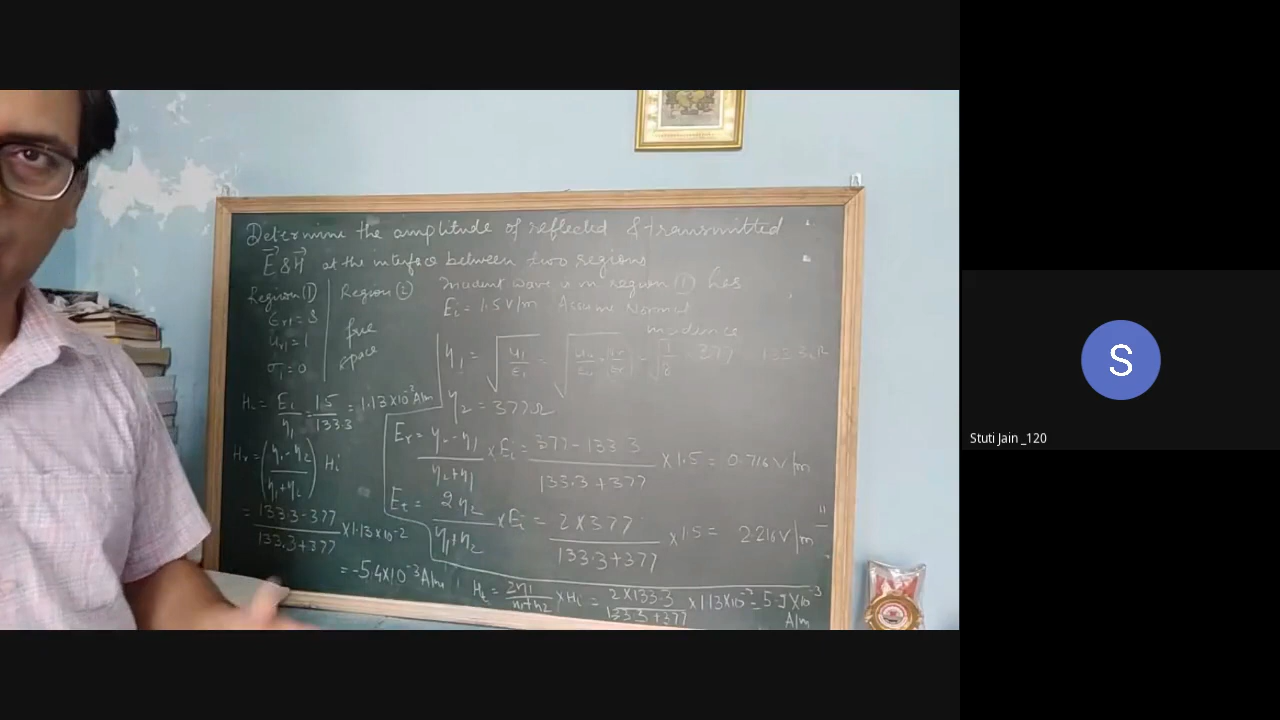 Determine the amplitude of reflected & transmitted
E⃗ & H⃗ at the interface between two regions
Region (1) | Region (2)
Incident wave is in region (1) has
Ei = 1.5 V/m Assume Normal
incidence
μr1 = 1
σ1 = 0
free
space
η1 = √(μ1/ε1) = 377 133.3 Ω
η2 = 377 Ω
Hi = Ei/η1 = 1.5/133.3 = 1.13×10⁻² A/m
Hr = ((η1-η2)/(η1+η2)) Hi
= (133.3-377)/(133.3+377) × 1.13×10-2
= -5.4×10⁻³ A/m
Er = (η2-η1)/(η2+η1) × Ei = (377-133.3)/(133.3+377) × 1.5 = 0.716 V/m
Et = 2η2/(η1+η2) × Ei = (2×377)/(133.3+377) × 1.5 = 2.216 V/m
Ht = 2η1/(η1+η2) × Hi = (2×133.3)/(133.3+377) × 1.13×10⁻² = 5.9×10⁻³
A/m
S
Stuti Jain _120